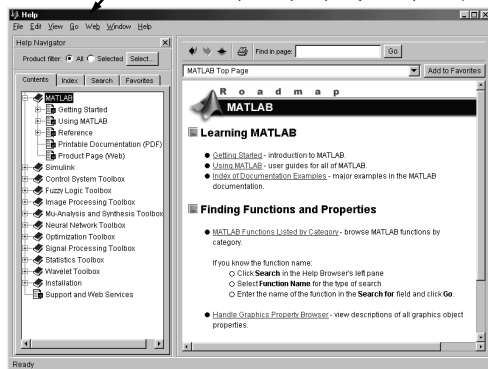 Help
File Edit View Go Web Window Help
Help Navigator
Product filter: All Selected Select...
Contents Index Search Favorites
MATLAB
Getting Started
Using MATLAB
Reference
Printable Documentation (PDF)
Product Page (Web)
Simulink
Control System Toolbox
Fuzzy Logic Toolbox
Image Processing Toolbox
Mu-Analysis and Synthesis Toolbox
Neural Network Toolbox
Optimization Toolbox
Signal Processing Toolbox
Statistics Toolbox
Wavelet Toolbox
Installation
Support and Web Services
Find in page: Go
MATLAB Top Page Add to Favorites
Roadmap
MATLAB
Learning MATLAB
Getting Started - introduction to MATLAB.
Using MATLAB - user guides for all of MATLAB.
Index of Documentation Examples - major examples in the MATLAB
documentation.
Finding Functions and Properties
MATLAB Functions Listed by Category - browse MATLAB functions by
category.
If you know the function name:
Click Search in the Help Browser's left pane
Select Function Name for the type of search
Enter the name of the function in the Search for field and click Go.
Handle Graphics Property Browser - view descriptions of all graphics object
properties.
Ready